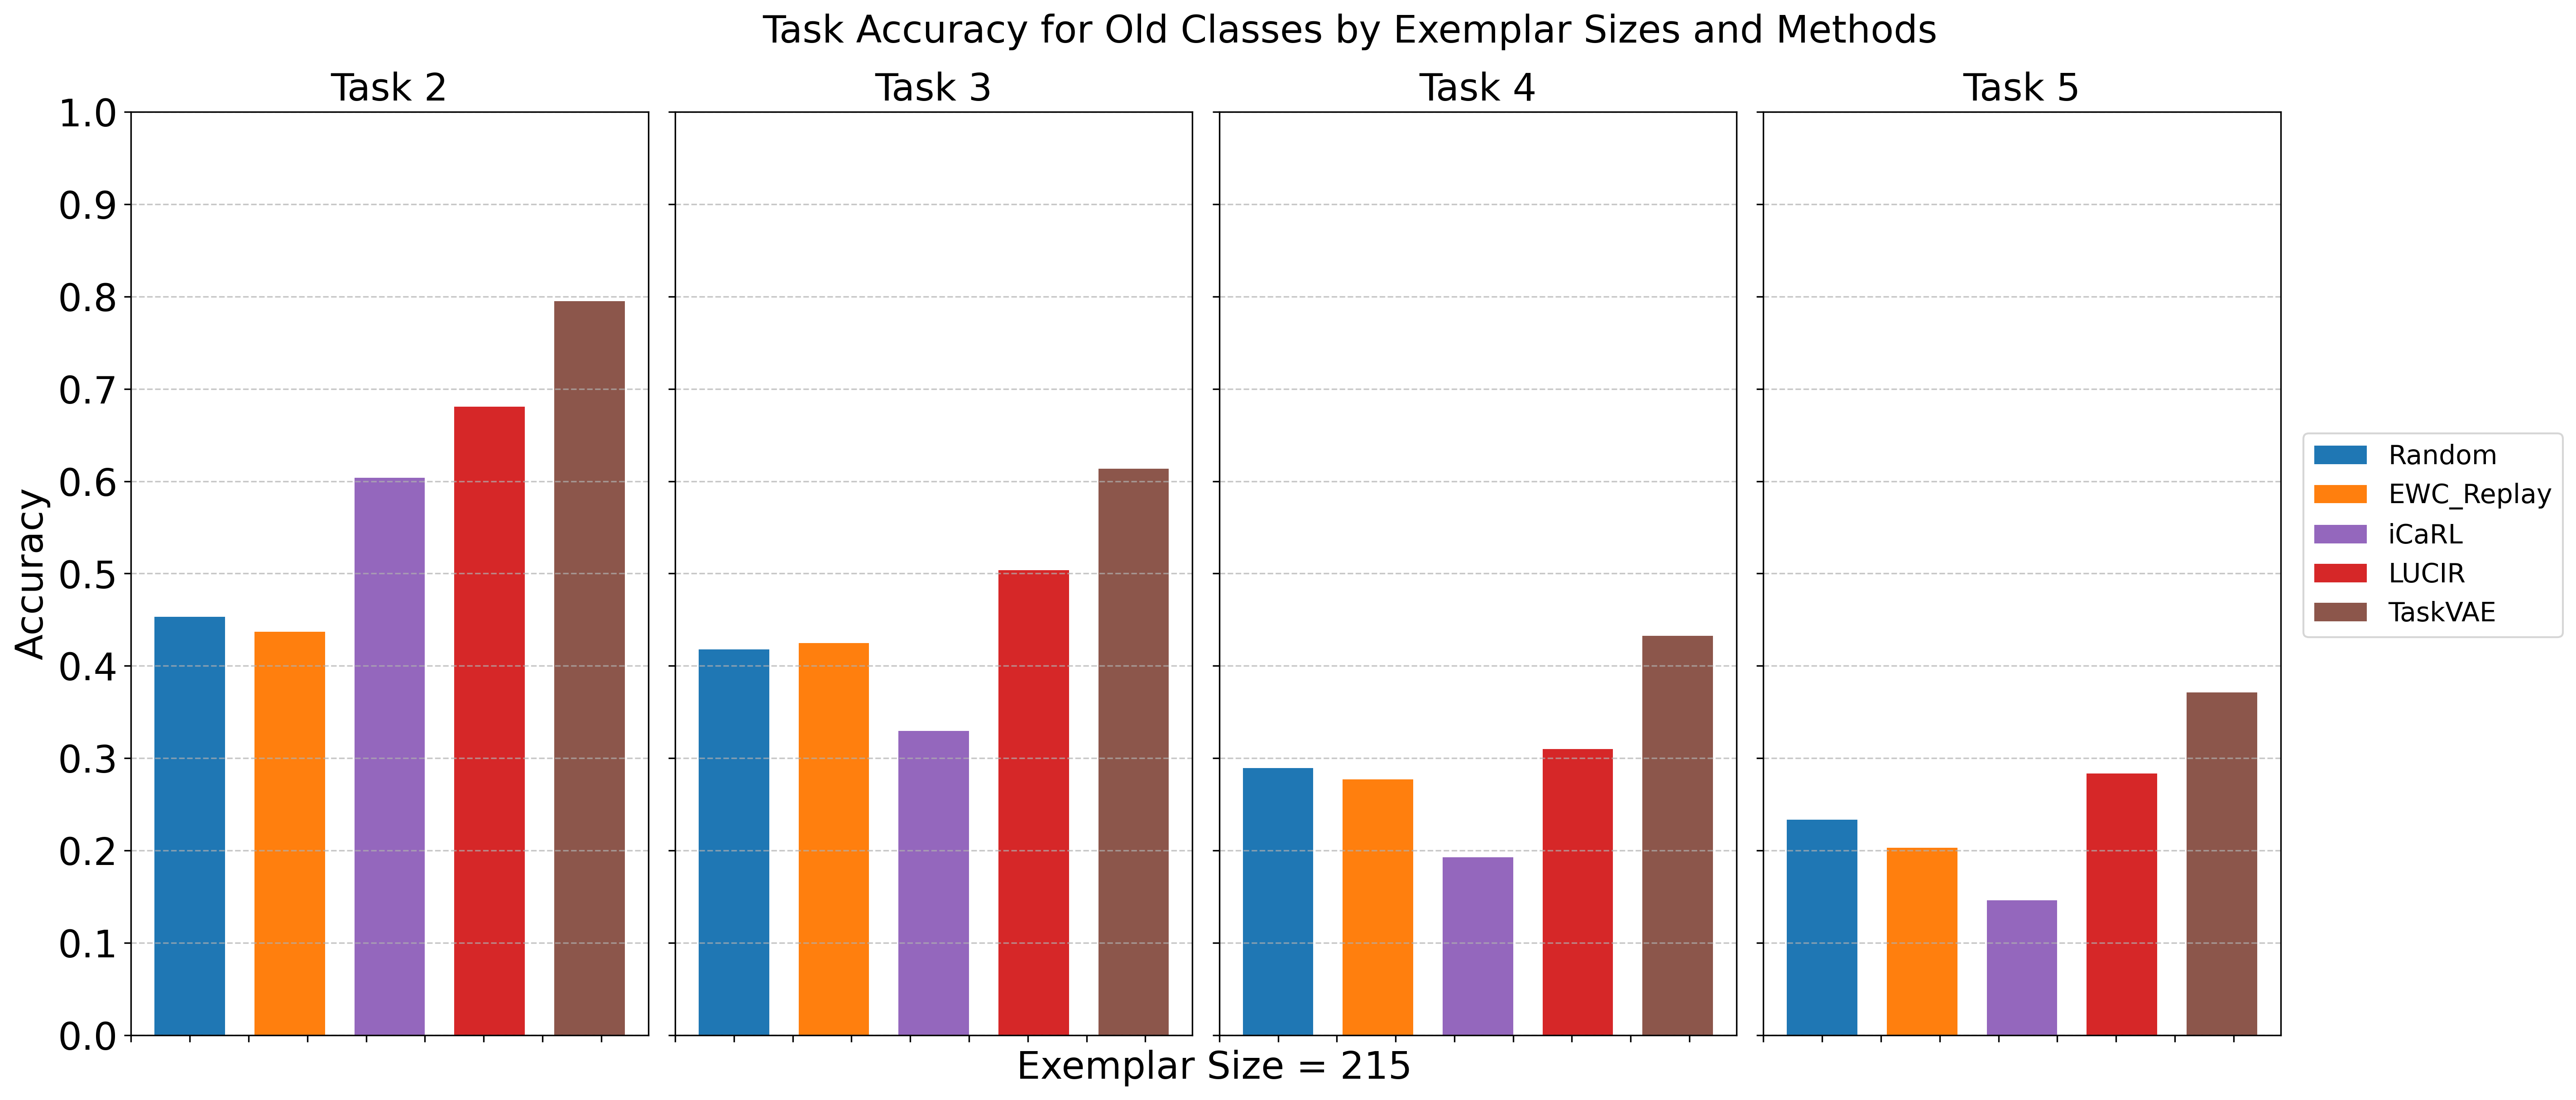 Task Accuracy for Old Classes by Exemplar Sizes and Methods
Task 2
Task 3
Task 4
Task 5
Accuracy
1.0
0.9
0.8
0.7
0.6
0.5
0.4
0.3
0.2
0.1
0.0
Exemplar Size = 215
Random
EWC_Replay
iCaRL
LUCIR
TaskVAE